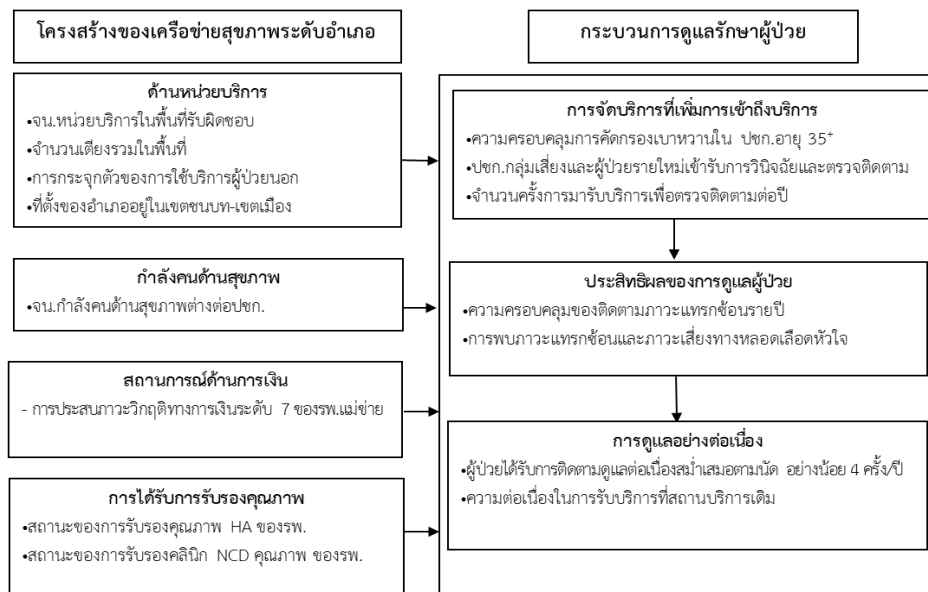 โครงสร้างของเครือข่ายสุขภาพระดับอำเภอ
ด้านหน่วยบริการ
•จน.หน่วยบริการในพื้นที่รับผิดชอบ
•จำนวนเตียงรวมในพื้นที่
•การกระจุกตัวของการใช้บริการผู้ป่วยนอก
•ที่ตั้งของอำเภออยู่ในเขตชนบท-เขตเมือง
กำลังคนด้านสุขภาพ
•จน.กำลังคนด้านสุขภาพต่างต่อปชก.
สถานการณ์ด้านการเงิน
- การประสบภาวะวิกฤติทางการเงินระดับ 7 ของรพ.แม่ข่าย
การได้รับการรับรองคุณภาพ
•สถานะของการรับรองคุณภาพ HA ของรพ.
•สถานะของการรับรองคลินิก NCD คุณภาพ ของรพ.
กระบวนการดูแลรักษาผู้ป่วย
การจัดบริการที่เพิ่มการเข้าถึงบริการ
•ความครอบคลุมการคัดกรองเบาหวานใน ปชก.อายุ 35⁺
•ปชก.กลุ่มเสี่ยงและผู้ป่วยรายใหม่เข้ารับการวินิจฉัยและตรวจติดตาม
•จำนวนครั้งการมารับบริการเพื่อตรวจติดตามต่อปี
ประสิทธิผลของการดูแลผู้ป่วย
•ความครอบคลุมของติดตามภาวะแทรกซ้อนรายปี
•การพบภาวะแทรกซ้อนและภาวะเสี่ยงทางหลอดเลือดหัวใจ
การดูแลอย่างต่อเนื่อง
•ผู้ป่วยได้รับการติดตามดูแลต่อเนื่องสม่ำเสมอตามนัด อย่างน้อย 4 ครั้ง/ปี
•ความต่อเนื่องในการรับบริการที่สถานบริการเดิม